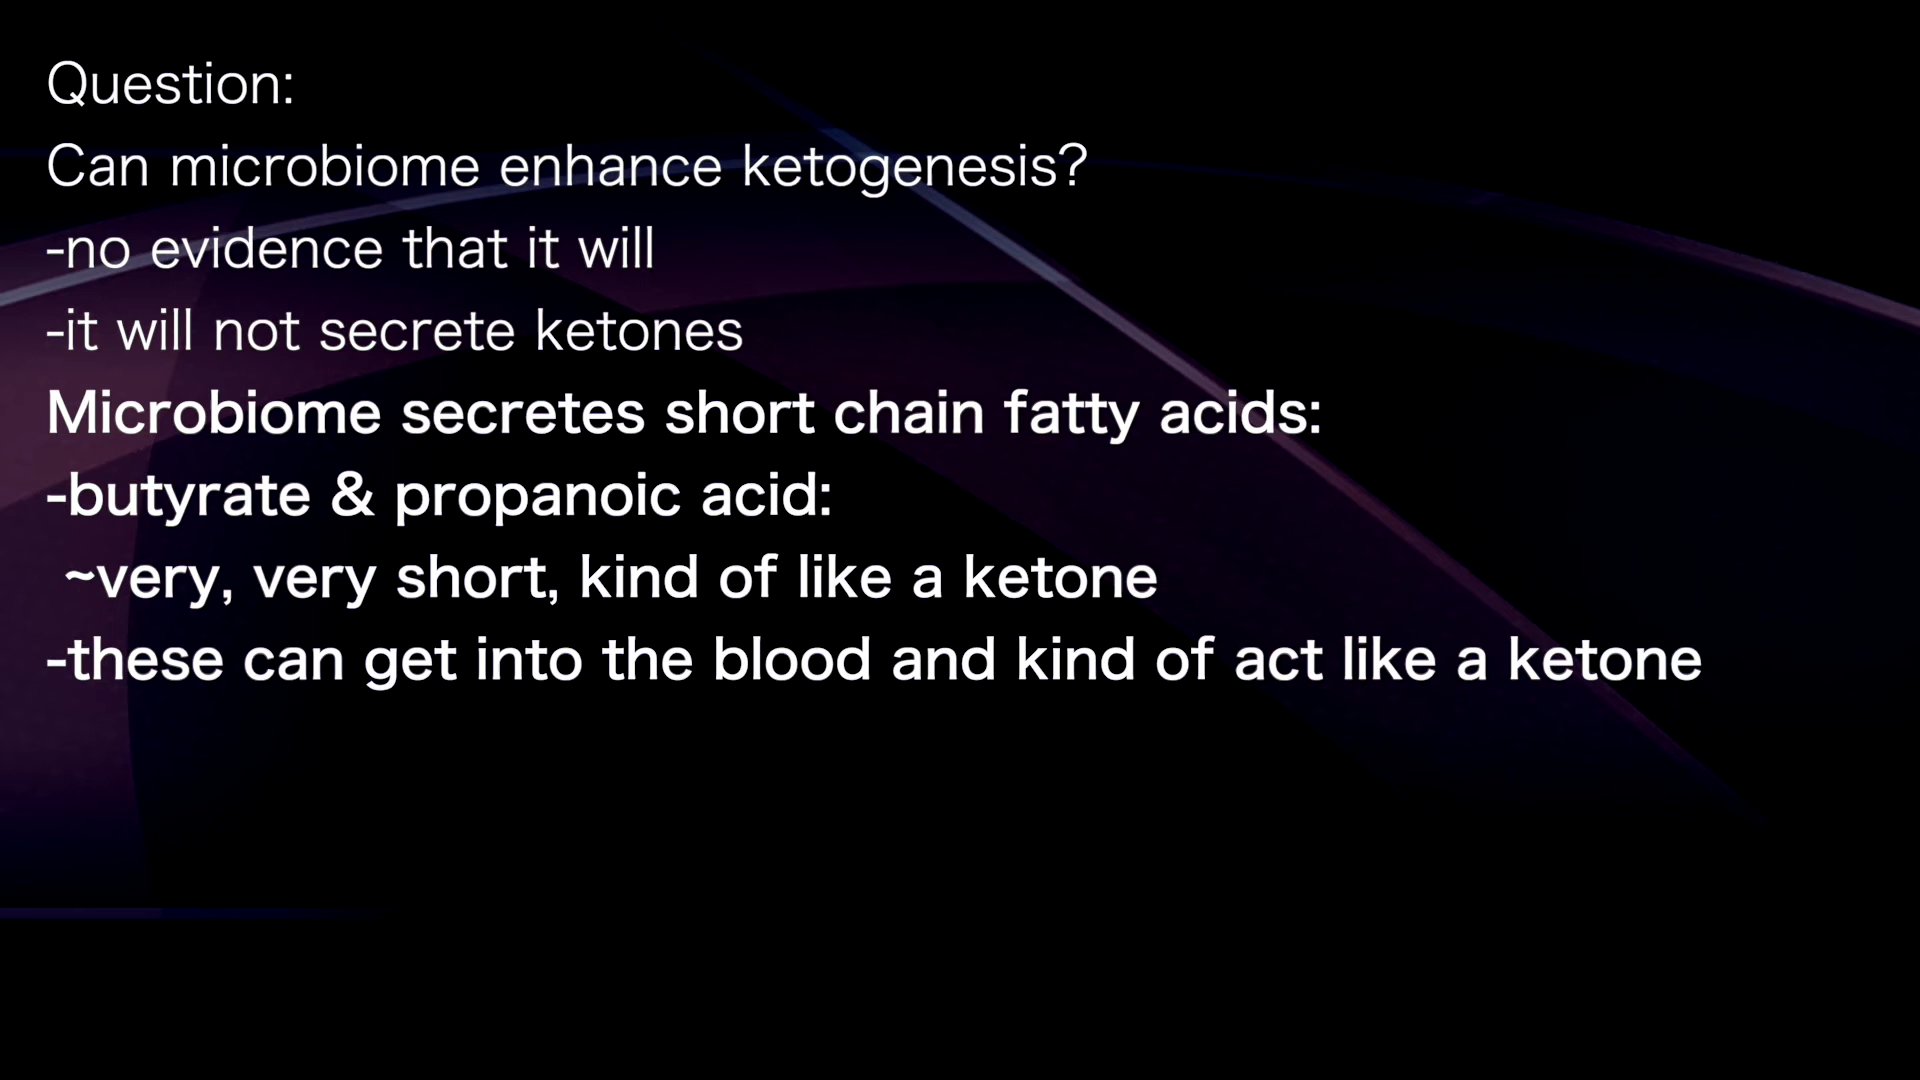 Question:
Can microbiome enhance ketogenesis?
-no evidence that it will
-it will not secrete ketones
Microbiome secretes short chain fatty acids:
-butyrate & propanoic acid:
~very, very short, kind of like a ketone
-these can get into the blood and kind of act like a ketone